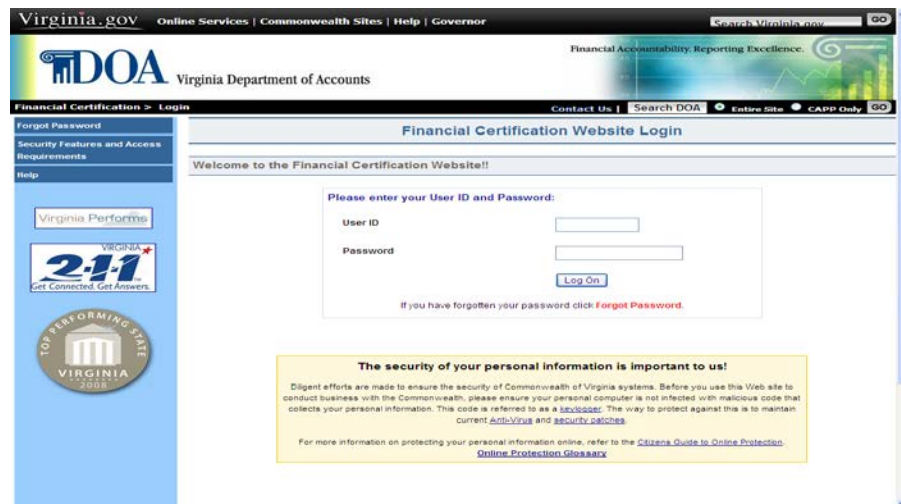 Virginia.gov Online Services | Commonwealth Sites | Help | Governor Search Virginia.gov GO
DOA Virginia Department of Accounts
Financial Accountability. Reporting Excellence.
Financial Certification > Login Contact Us | Search DOA Entire Site CAPP Only GO
Forgot Password
Security Features and Access
Requirements
Help
Virginia Performs
VIRGINIA
2·1·1
Get Connected. Get Answers.
TOP PERFORMING STATE
VIRGINIA
2008
Financial Certification Website Login
Welcome to the Financial Certification Website!!
Please enter your User ID and Password:
User ID
Password
Log On
If you have forgotten your password click Forgot Password.
The security of your personal information is important to us!
Diligent efforts are made to ensure the security of Commonwealth of Virginia systems. Before you use this Web site to
conduct business with the Commonwealth, please ensure your personal computer is not infected with malicious code that
collects your personal information. This code is referred to as a keylogger. The way to protect against this is to maintain
current Anti-Virus and security patches.
For more information on protecting your personal information online, refer to the Citizens Guide to Online Protection.
Online Protection Glossary